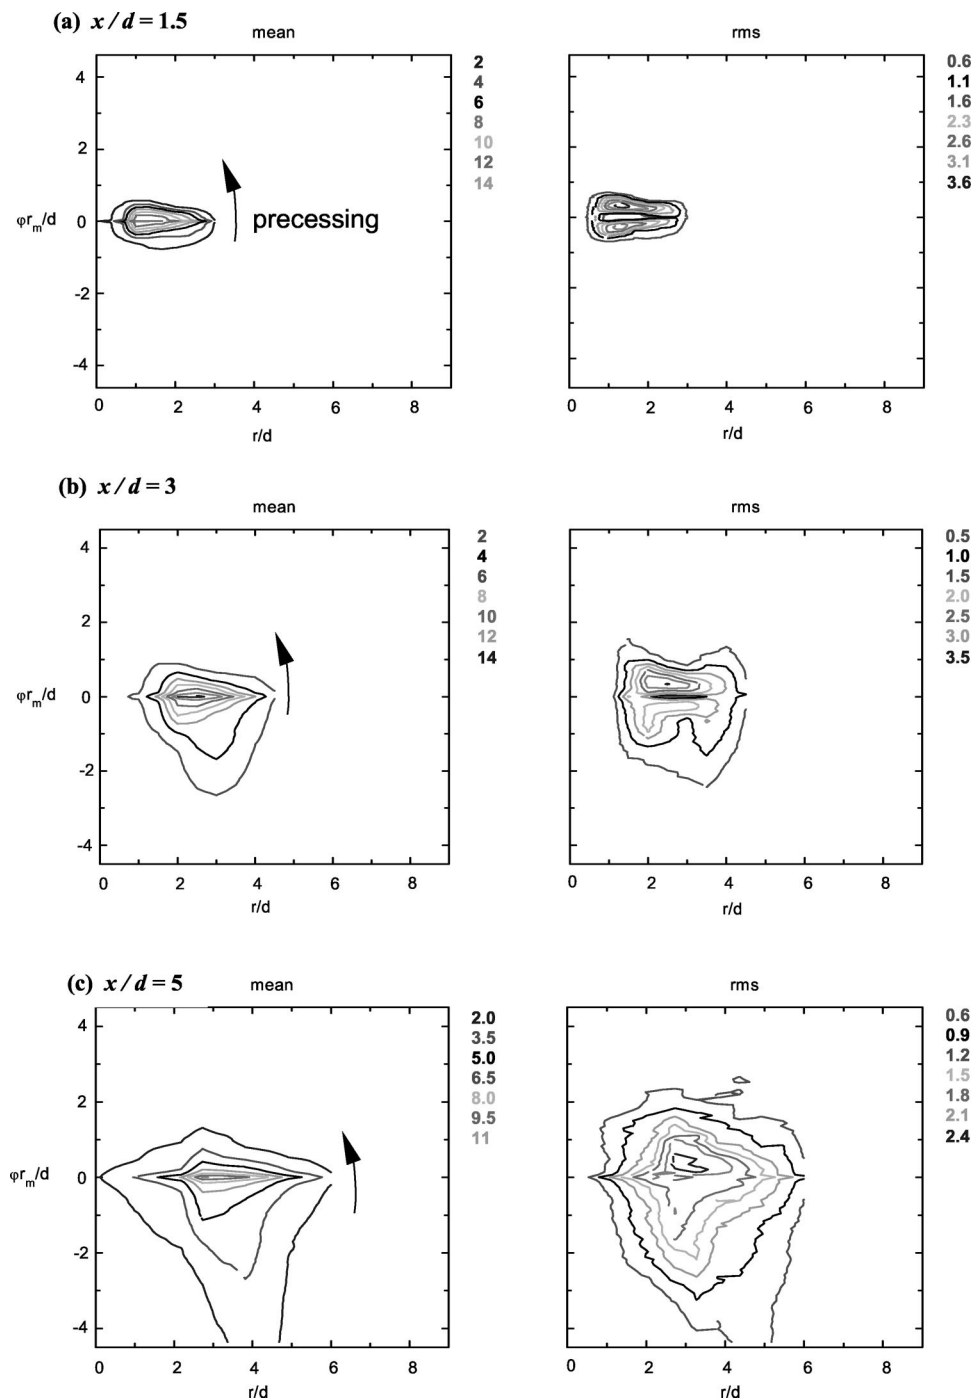 (a) x / d = 1.5
mean
rms
4
2
0
-2
-4
φr_m/d
0 2 4 6 8
r/d
precessing
2
4
6
8
10
12
14
0 2 4 6 8
r/d
0.6
1.1
1.6
2.3
2.6
3.1
3.6
(b) x / d = 3
mean
rms
4
2
0
-2
-4
φr_m/d
0 2 4 6 8
r/d
2
4
6
8
10
12
14
0 2 4 6 8
r/d
0.5
1.0
1.5
2.0
2.5
3.0
3.5
(c) x / d = 5
mean
rms
4
2
0
-2
-4
φr_m/d
0 2 4 6 8
r/d
2.0
3.5
5.0
6.5
8.0
9.5
11
0 2 4 6 8
r/d
0.6
0.9
1.2
1.5
1.8
2.1
2.4